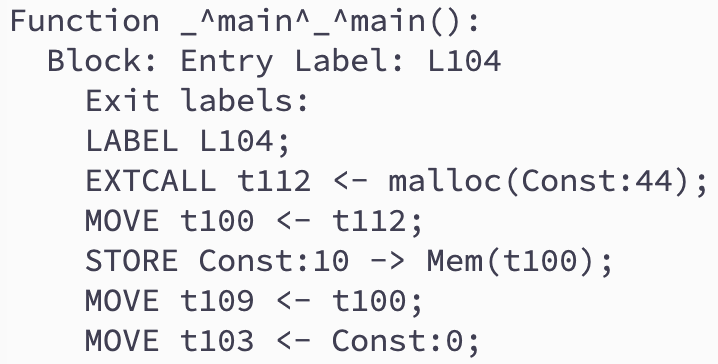 Function _^main^_^main():
Block: Entry Label: L104
Exit labels:
LABEL L104;
EXTCALL t112 <- malloc(Const:44);
MOVE t100 <- t112;
STORE Const:10 -> Mem(t100);
MOVE t109 <- t100;
MOVE t103 <- Const:0;